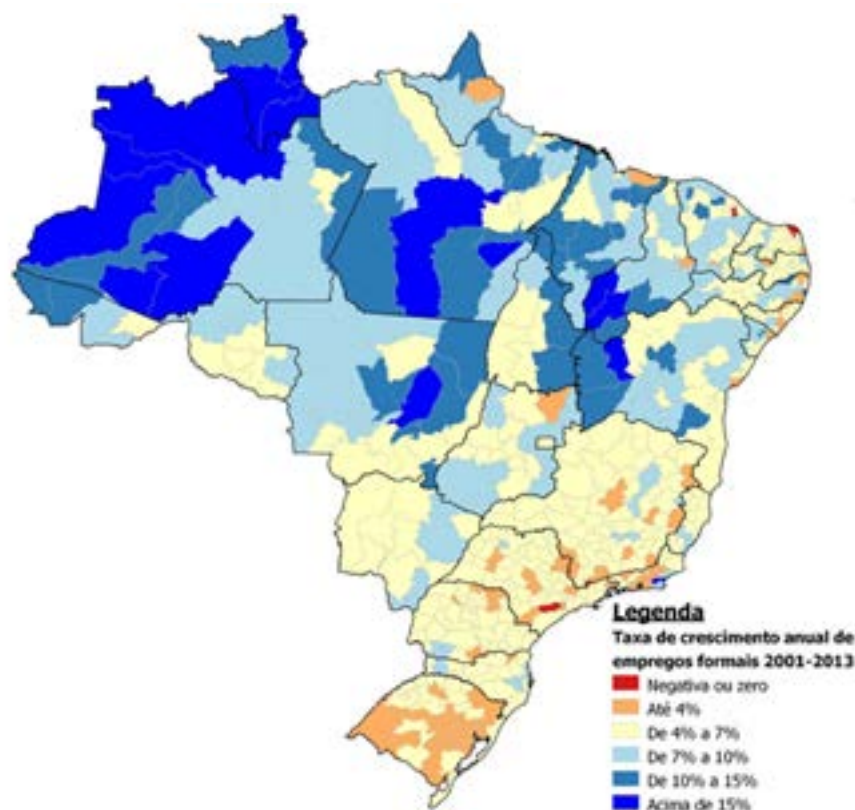 Legenda
Taxa de crescimento anual de
empregos formais 2001-2013
Negativa ou zero
Até 4%
De 4% a 7%
De 7% a 10%
De 10% a 15%
Acima de 15%